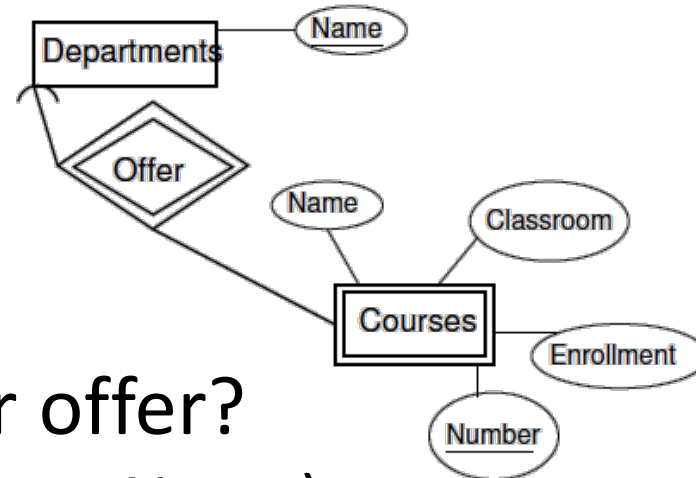 Name
Departments
Offer
Name
Classroom
Courses
Enrollment
r offer?
Number